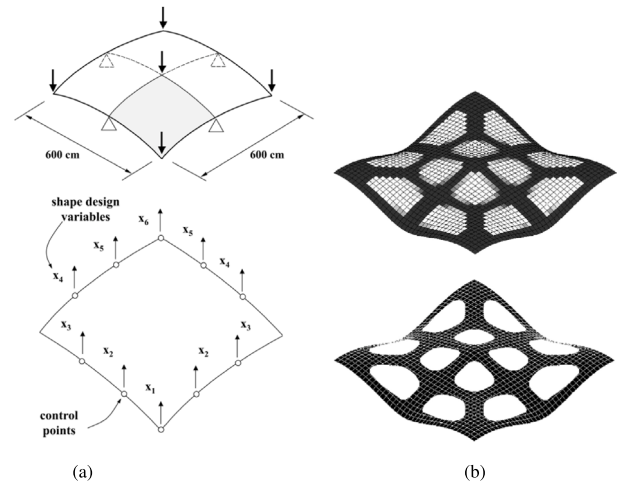 600 cm
600 cm
shape design
variables
x6
x5
x5
x4
x4
x3
x3
x2
x2
x1
control
points
(a)
(b)